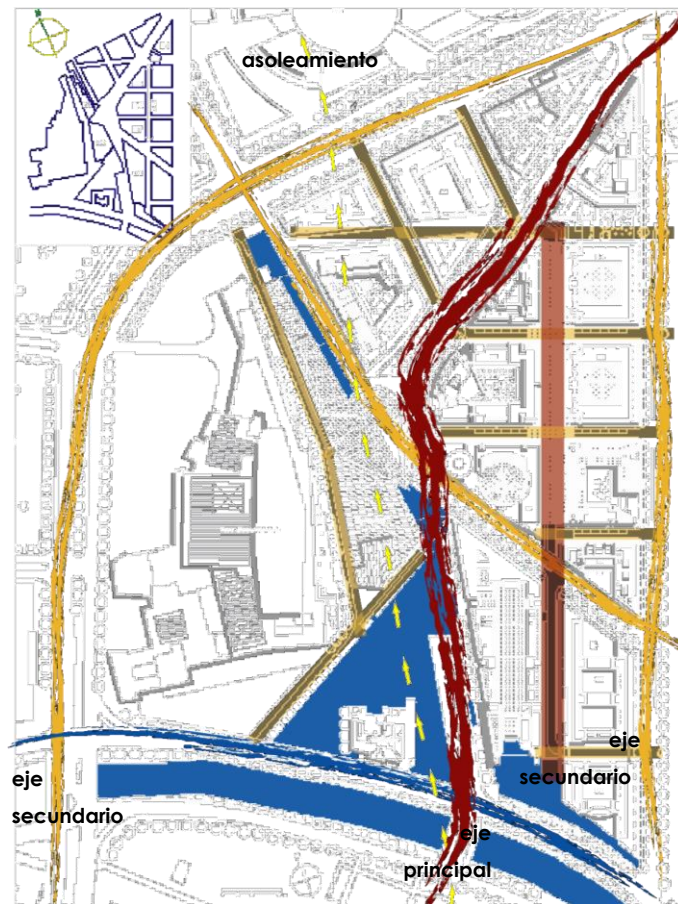 asoleamiento
eje
secundario
eje
secundario
eje
principal